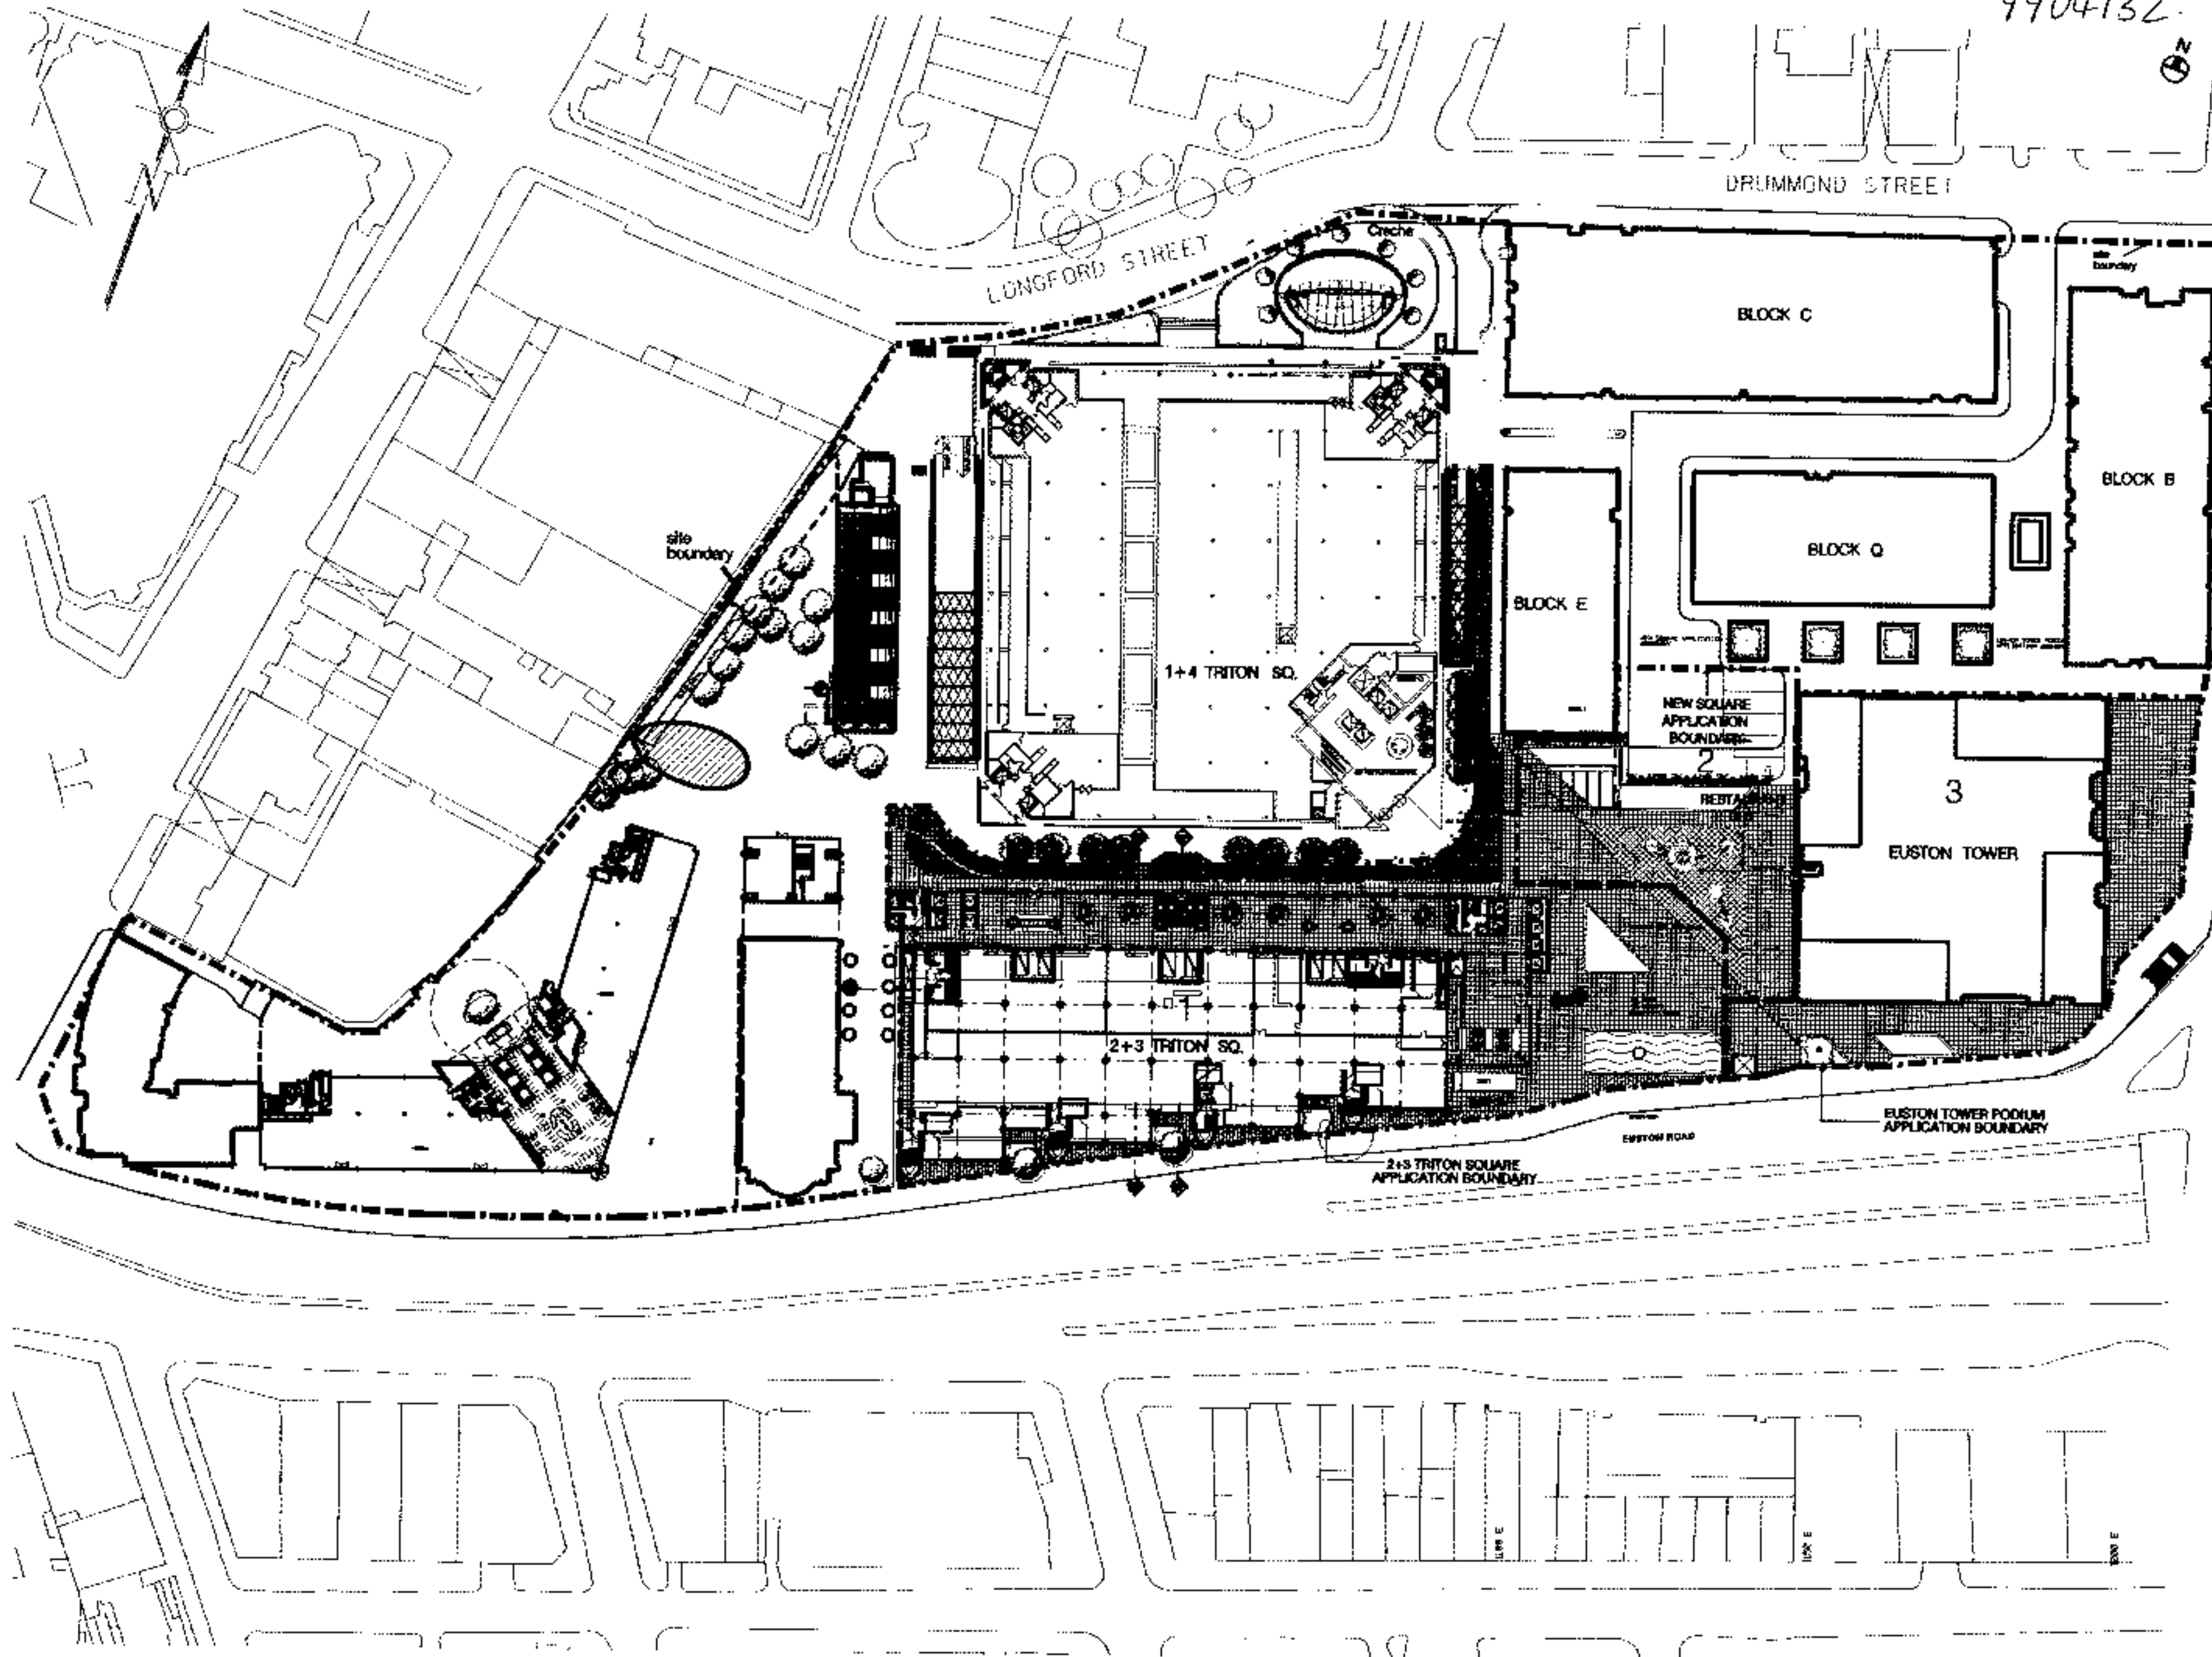 9904132.
N
DRUMMOND STREET
LONGFORD STREET
Creche
site
boundary
BLOCK C
BLOCK B
site
boundary
BLOCK Q
BLOCK E
1+4 TRITON SQ.
NEW SQUARE
APPLICATION
BOUNDARY
2
3
EUSTON TOWER
2+3 TRITON SQ.
EUSTON TOWER PODIUM
APPLICATION BOUNDARY
EUSTON ROAD
2+3 TRITON SQUARE
APPLICATION BOUNDARY